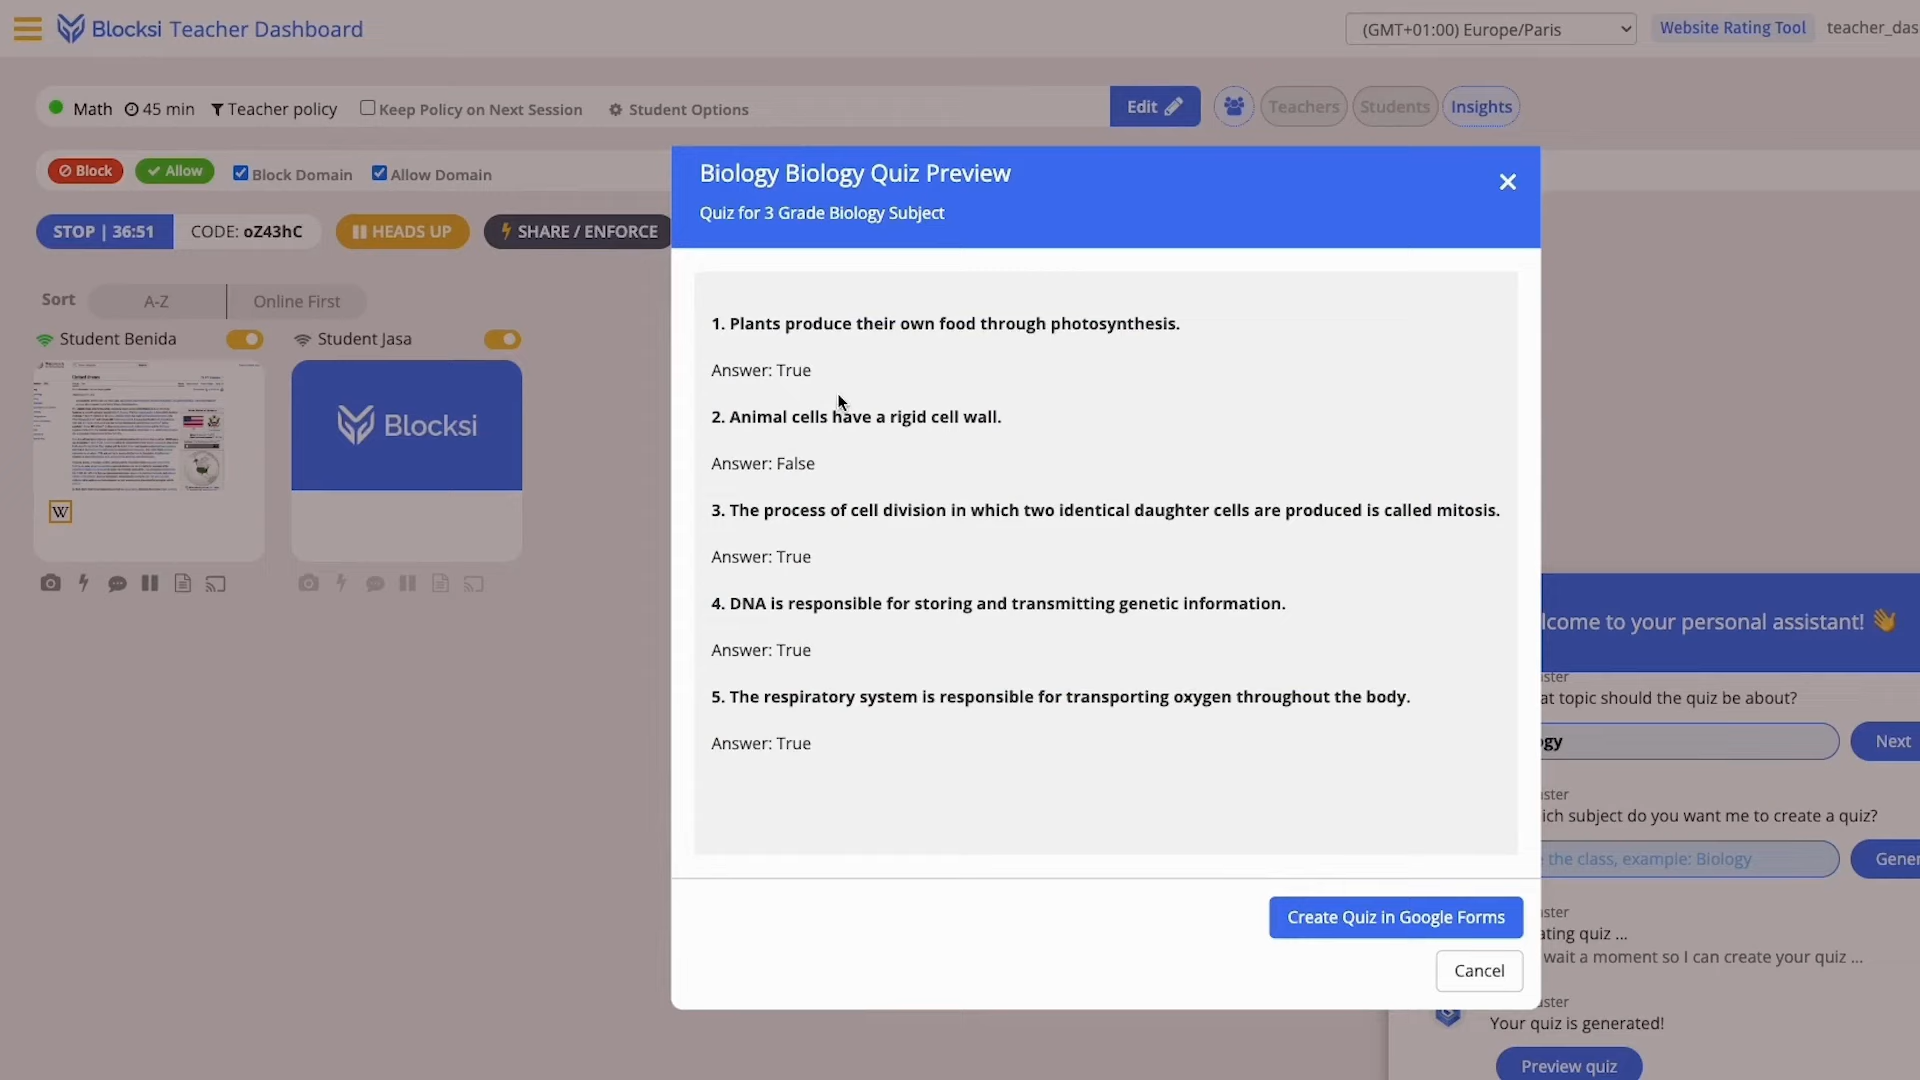 Blocksi Teacher Dashboard
(GMT+01:00) Europe/Paris
Website Rating Tool
teacher_das
Math 45 min Teacher policy Keep Policy on Next Session Student Options
Edit
Teachers
Students
Insights
Block
Allow
Block Domain
Allow Domain
STOP | 36:51
CODE: oZ43hC
HEADS UP
SHARE / ENFORCE
Sort
A-Z
Online First
Student Benida
Student Jasa
W
Blocksi
Biology Biology Quiz Preview
Quiz for 3 Grade Biology Subject
1. Plants produce their own food through photosynthesis.
Answer: True
2. Animal cells have a rigid cell wall.
Answer: False
3. The process of cell division in which two identical daughter cells are produced is called mitosis.
Answer: True
4. DNA is responsible for storing and transmitting genetic information.
Answer: True
5. The respiratory system is responsible for transporting oxygen throughout the body.
Answer: True
Create Quiz in Google Forms
Cancel
lcome to your personal assistant! 👋
ster
at topic should the quiz be about?
ogy
Next
ster
ich subject do you want me to create a quiz?
the class, example: Biology
Gener
ster
ating quiz ...
wait a moment so I can create your quiz ...
ster
Your quiz is generated!
Preview quiz